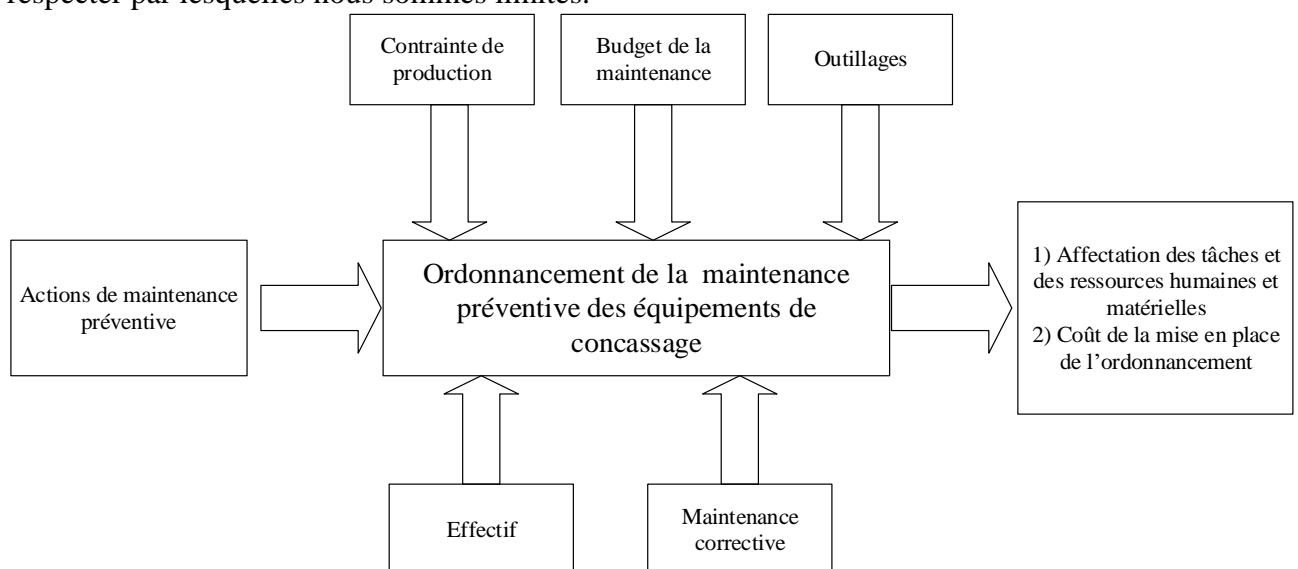 respecter par lesquelles nous sommes limités.
Contrainte de
production
Budget de la
maintenance
Outillages
Actions de maintenance
préventive
Ordonnancement de la maintenance
préventive des équipements de
concassage
1) Affectation des tâches et
des ressources humaines et
matérielles
2) Coût de la mise en place
de l’ordonnancement
Effectif
Maintenance
corrective